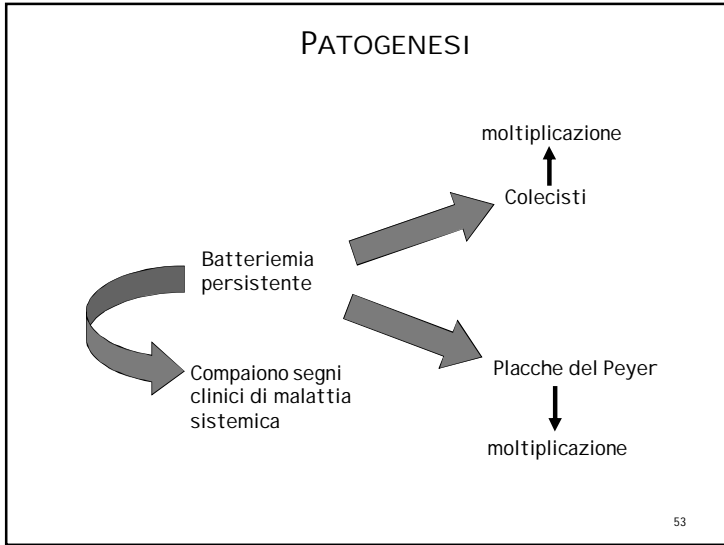 PATOGENESI
moltiplicazione
Colecisti
Batteriemia
persistente
Placche del Peyer
Compaiono segni
clinici di malattia
sistemica
moltiplicazione
53